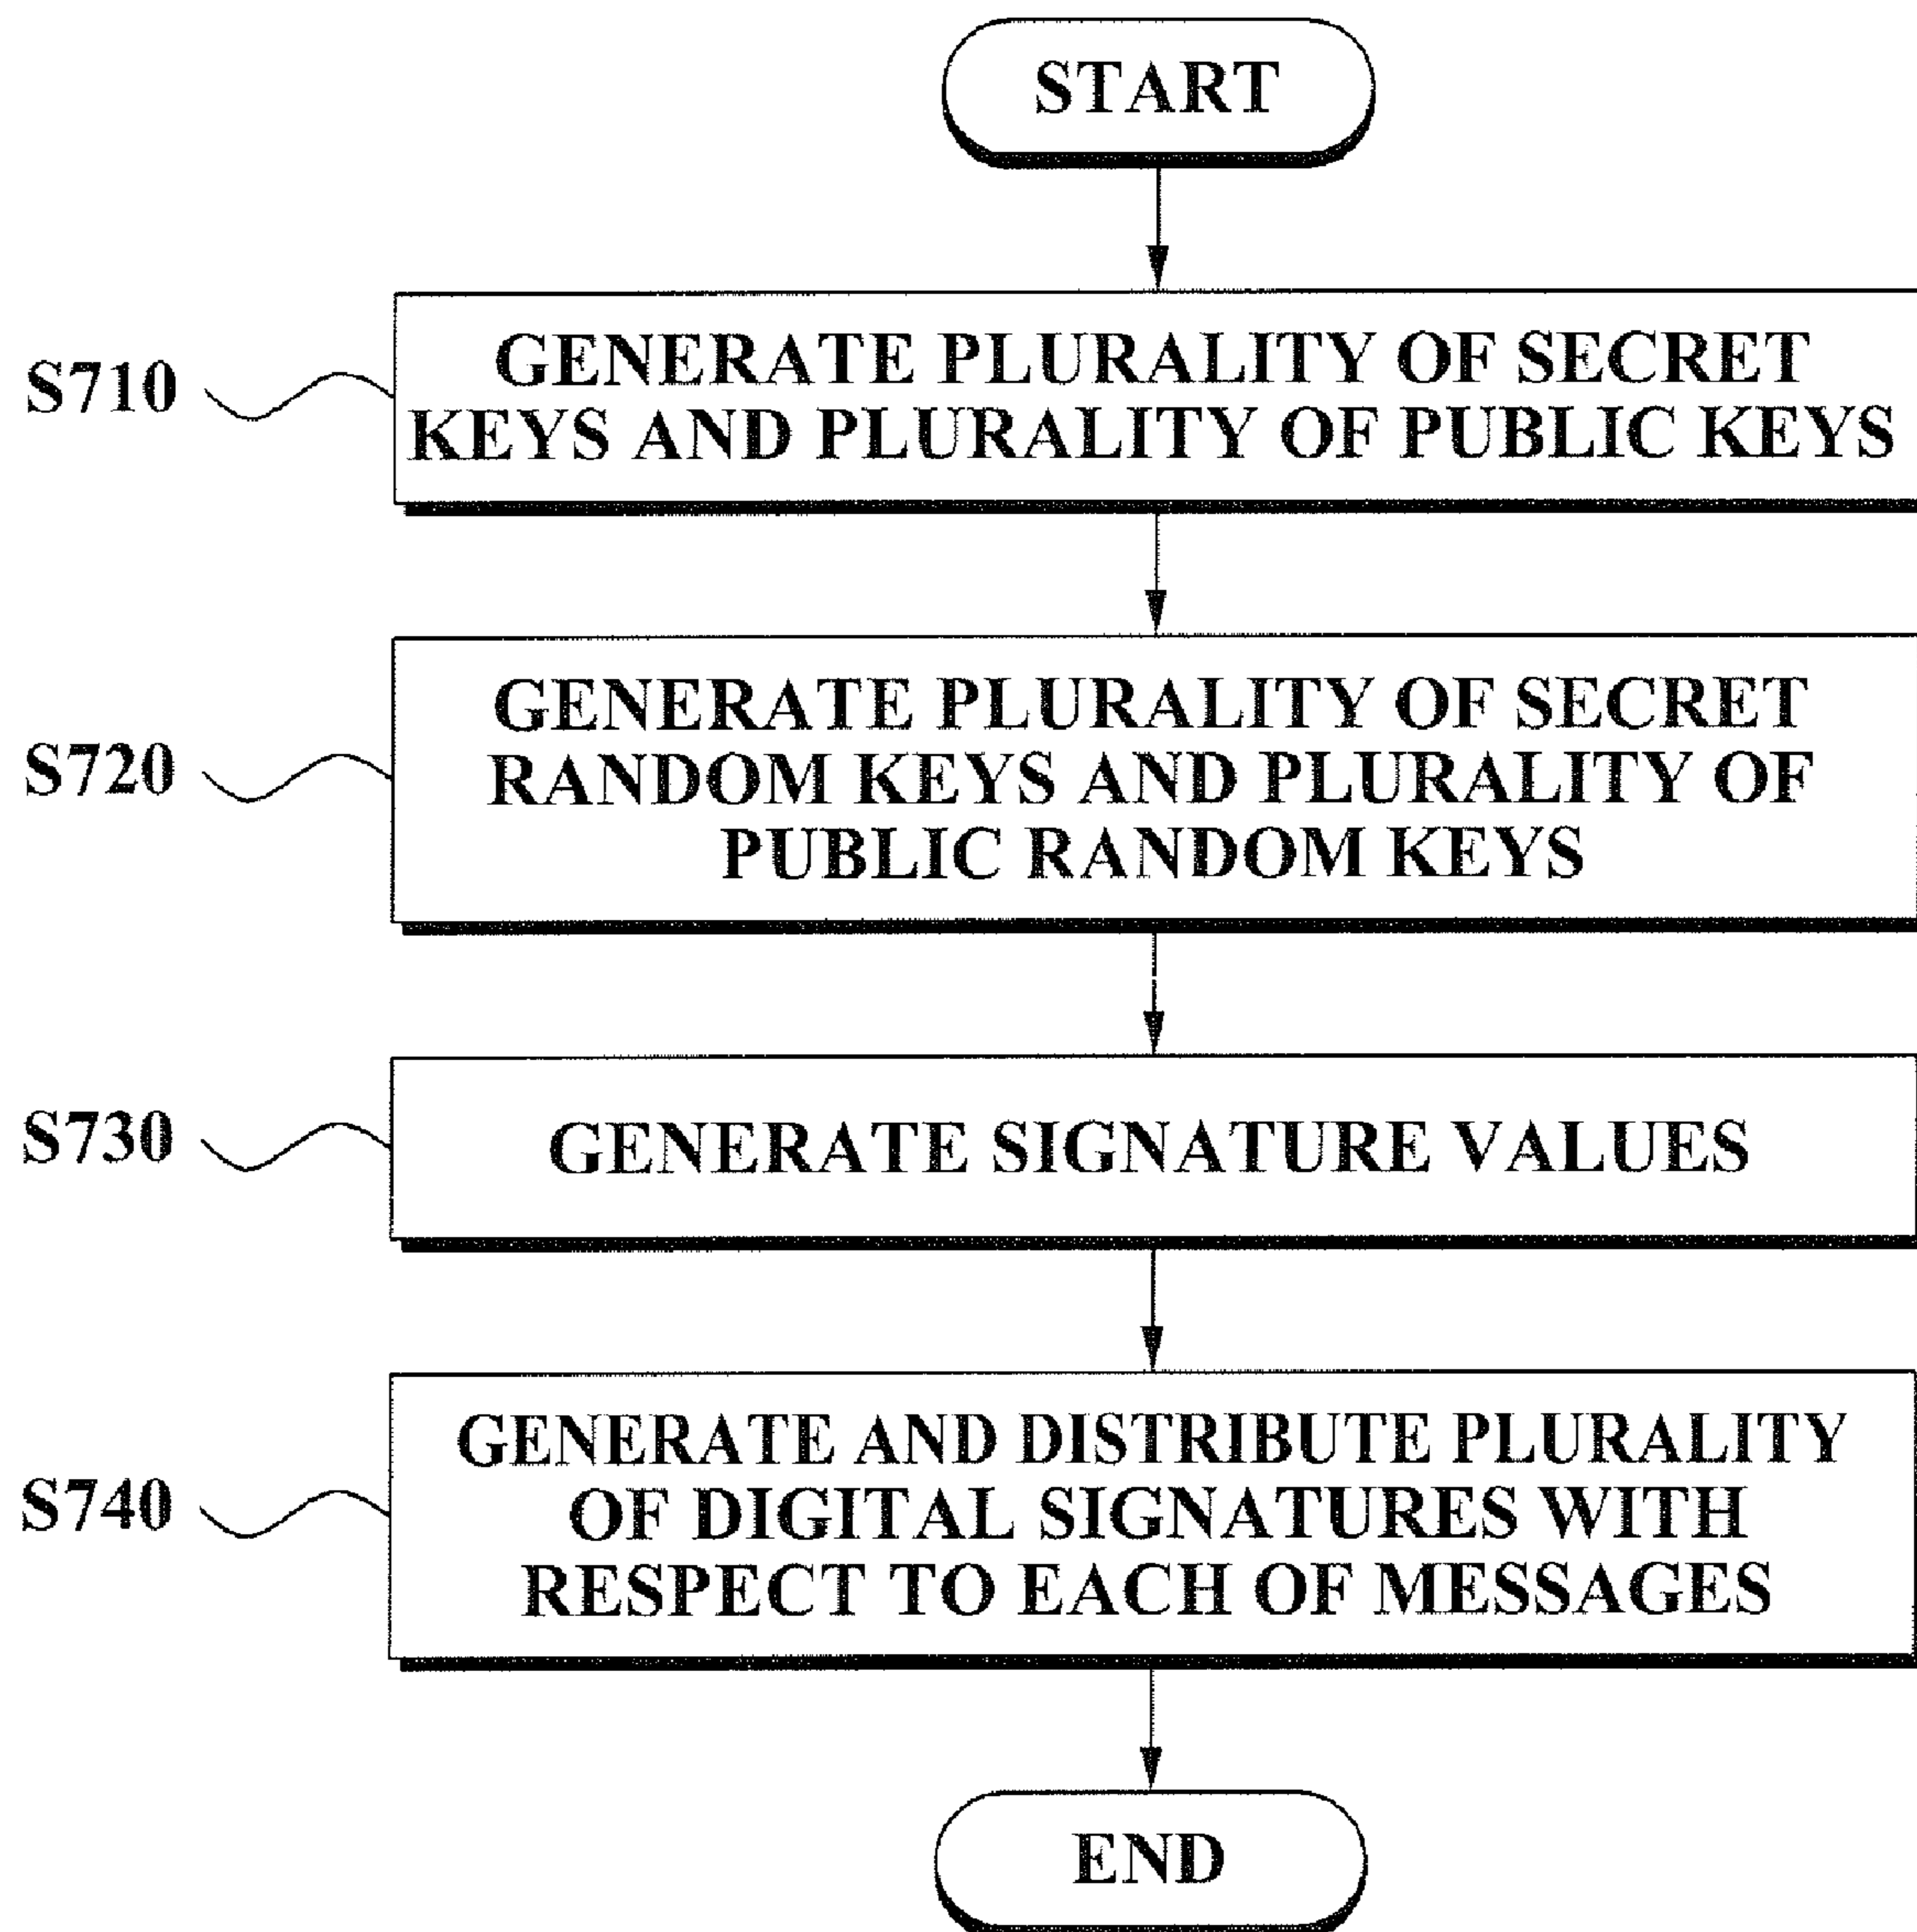 START
S710
GENERATE PLURALITY OF SECRET
KEYS AND PLURALITY OF PUBLIC KEYS
S720
GENERATE PLURALITY OF SECRET
RANDOM KEYS AND PLURALITY OF
PUBLIC RANDOM KEYS
S730
GENERATE SIGNATURE VALUES
S740
GENERATE AND DISTRIBUTE PLURALITY
OF DIGITAL SIGNATURES WITH
RESPECT TO EACH OF MESSAGES
END